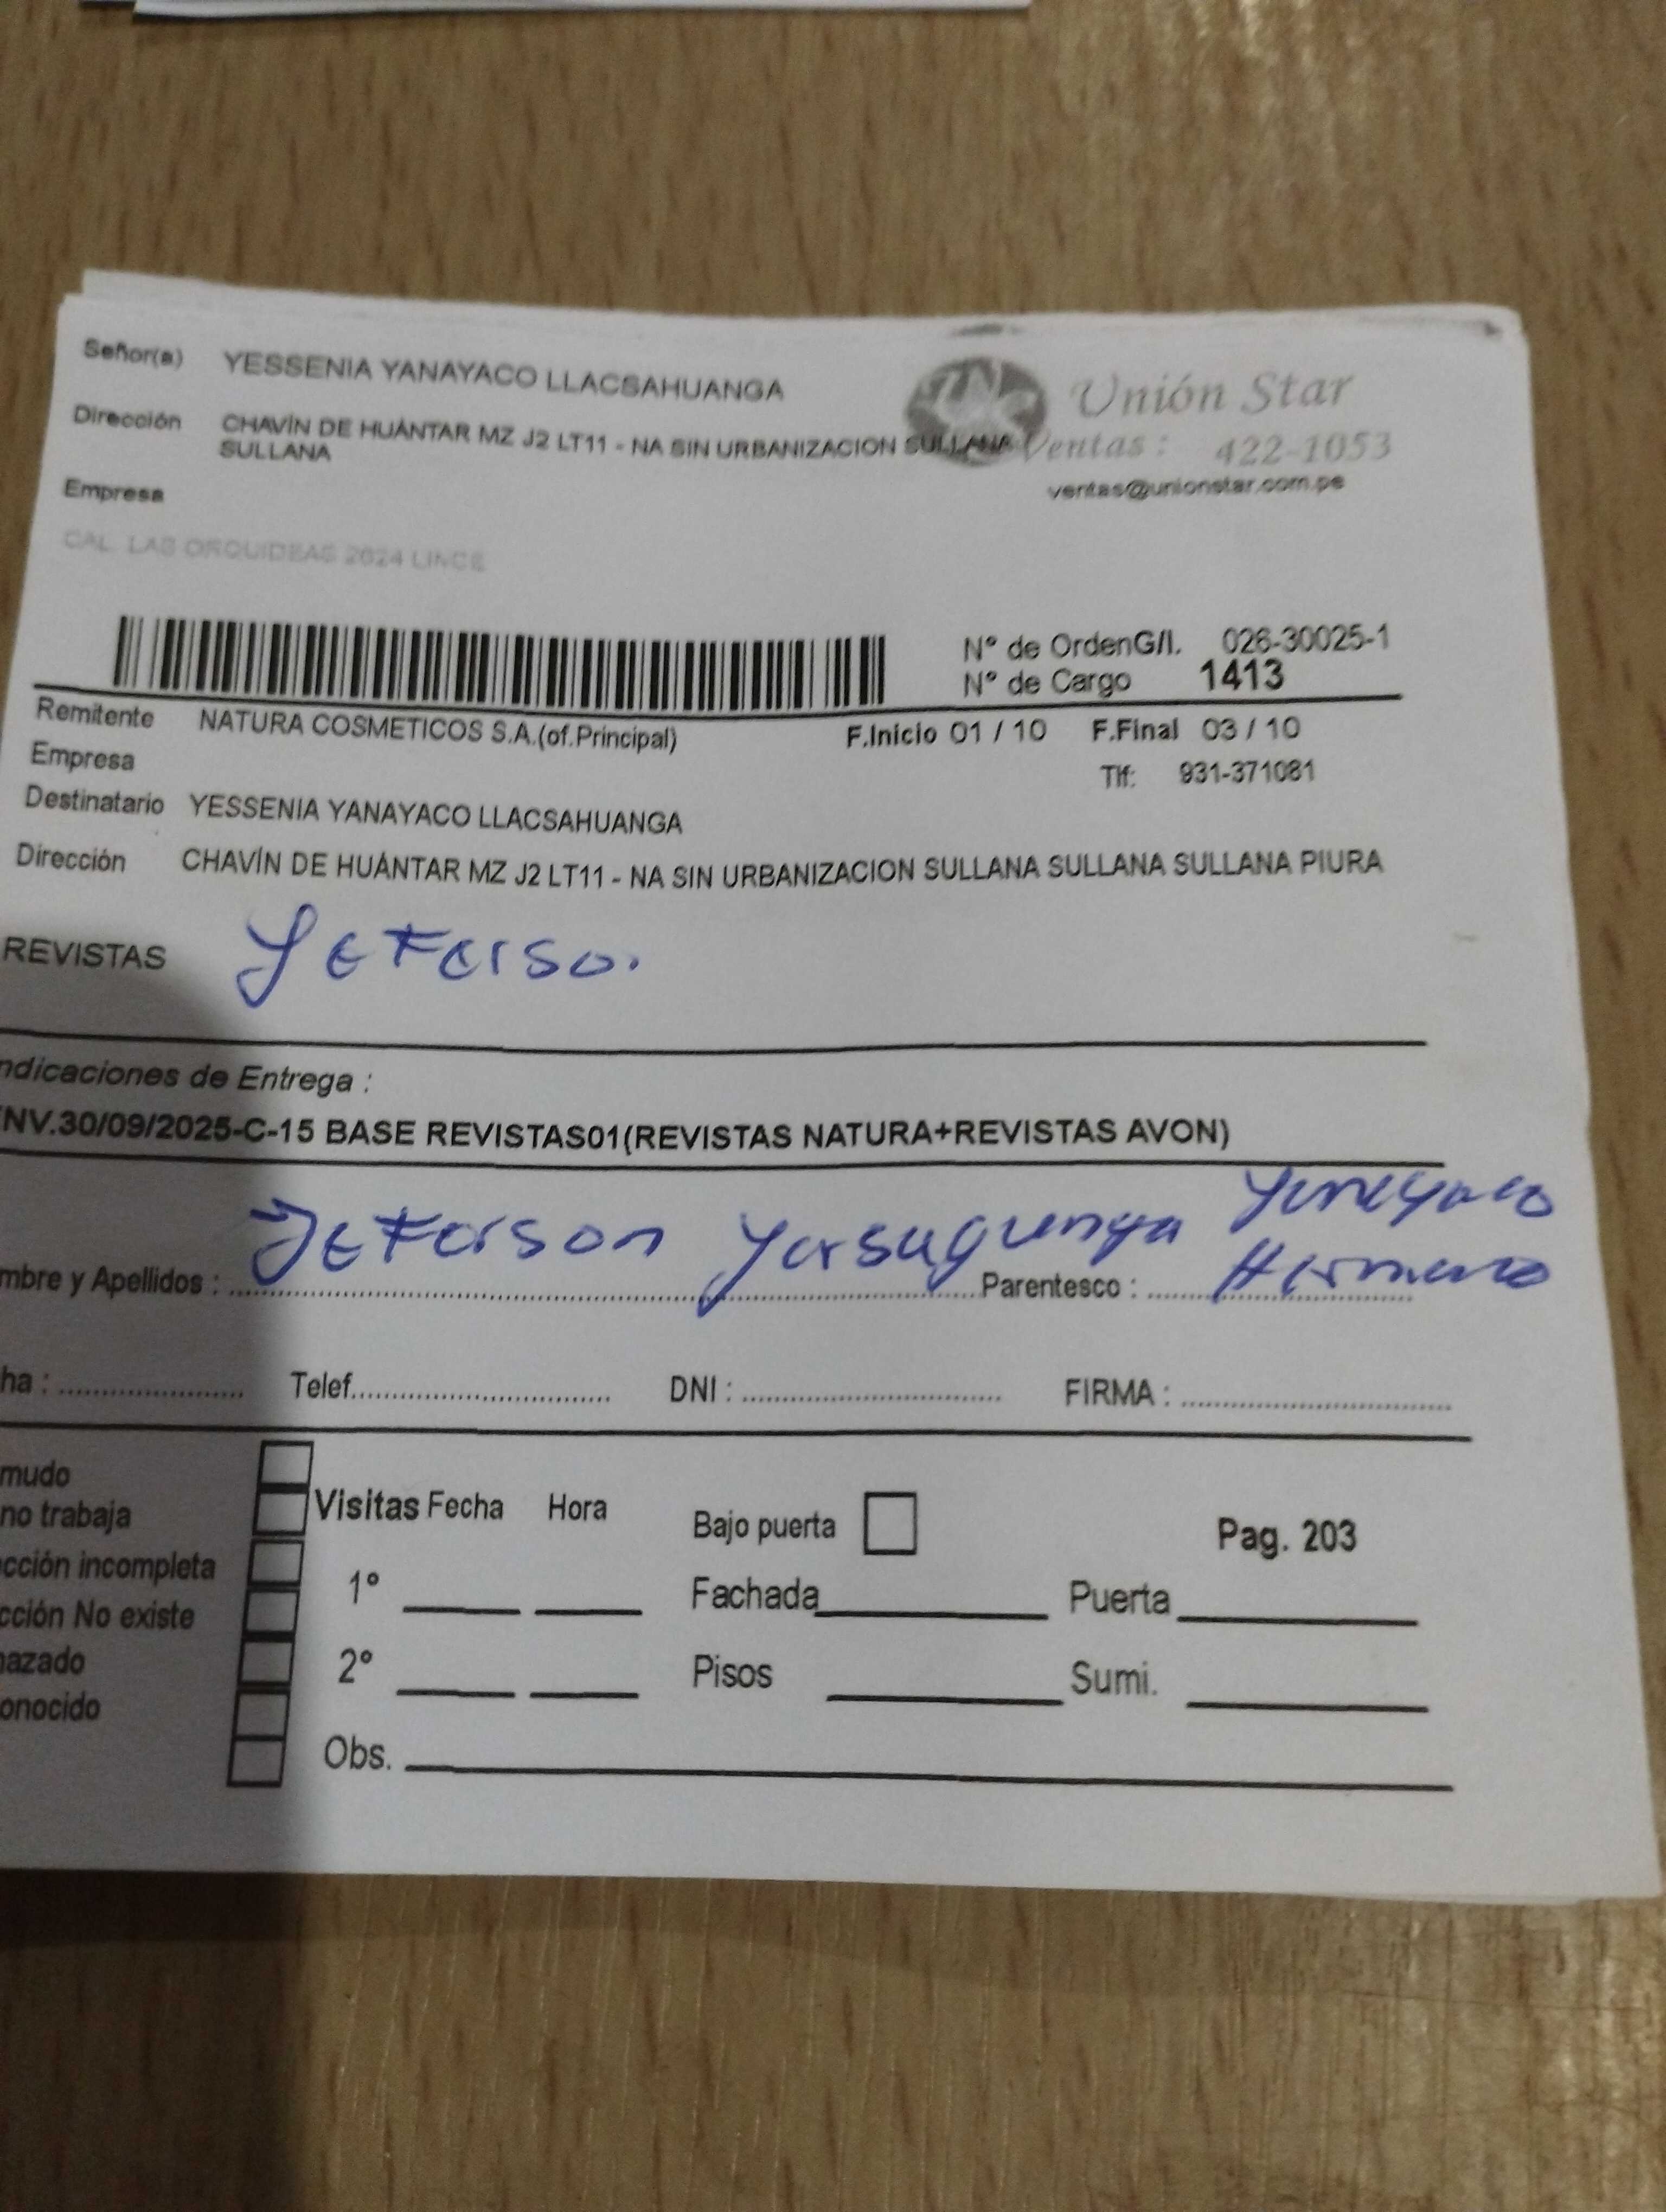 Señor(a) YESSENIA YANAYACO LLACSAHUANGA
Unión Star
Dirección CHAVÍN DE HUÁNTAR MZ J2 LT11 - NA SIN URBANIZACION SULLANA
SULLANA
Ventas : 422-1053
ventas@unionstar.com.pe
Empresa
CAL. LAS ORQUIDEAS 2624 LINCE
N° de OrdenG/I. 026-30025-1
N° de Cargo 1413
Remitente NATURA COSMETICOS S.A.(of.Principal) F.Inicio 01 / 10 F.Final 03 / 10
Empresa
Tlf: 931-371081
Destinatario YESSENIA YANAYACO LLACSAHUANGA
Dirección CHAVÍN DE HUÁNTAR MZ J2 LT11 - NA SIN URBANIZACION SULLANA SULLANA SULLANA PIURA
REVISTAS Jeferso.
ndicaciones de Entrega :
NV.30/09/2025-C-15 BASE REVISTAS01(REVISTAS NATURA+REVISTAS AVON)
mbre y Apellidos : Jeferson Parentesco : Hermano
ha : Telef. DNI : FIRMA :
mudo
no trabaja
cción incompleta
cción No existe
hazado
onocido
Visitas Fecha Hora Bajo puerta Pag. 203
1° Fachada Puerta
2° Pisos Sumi.
Obs.